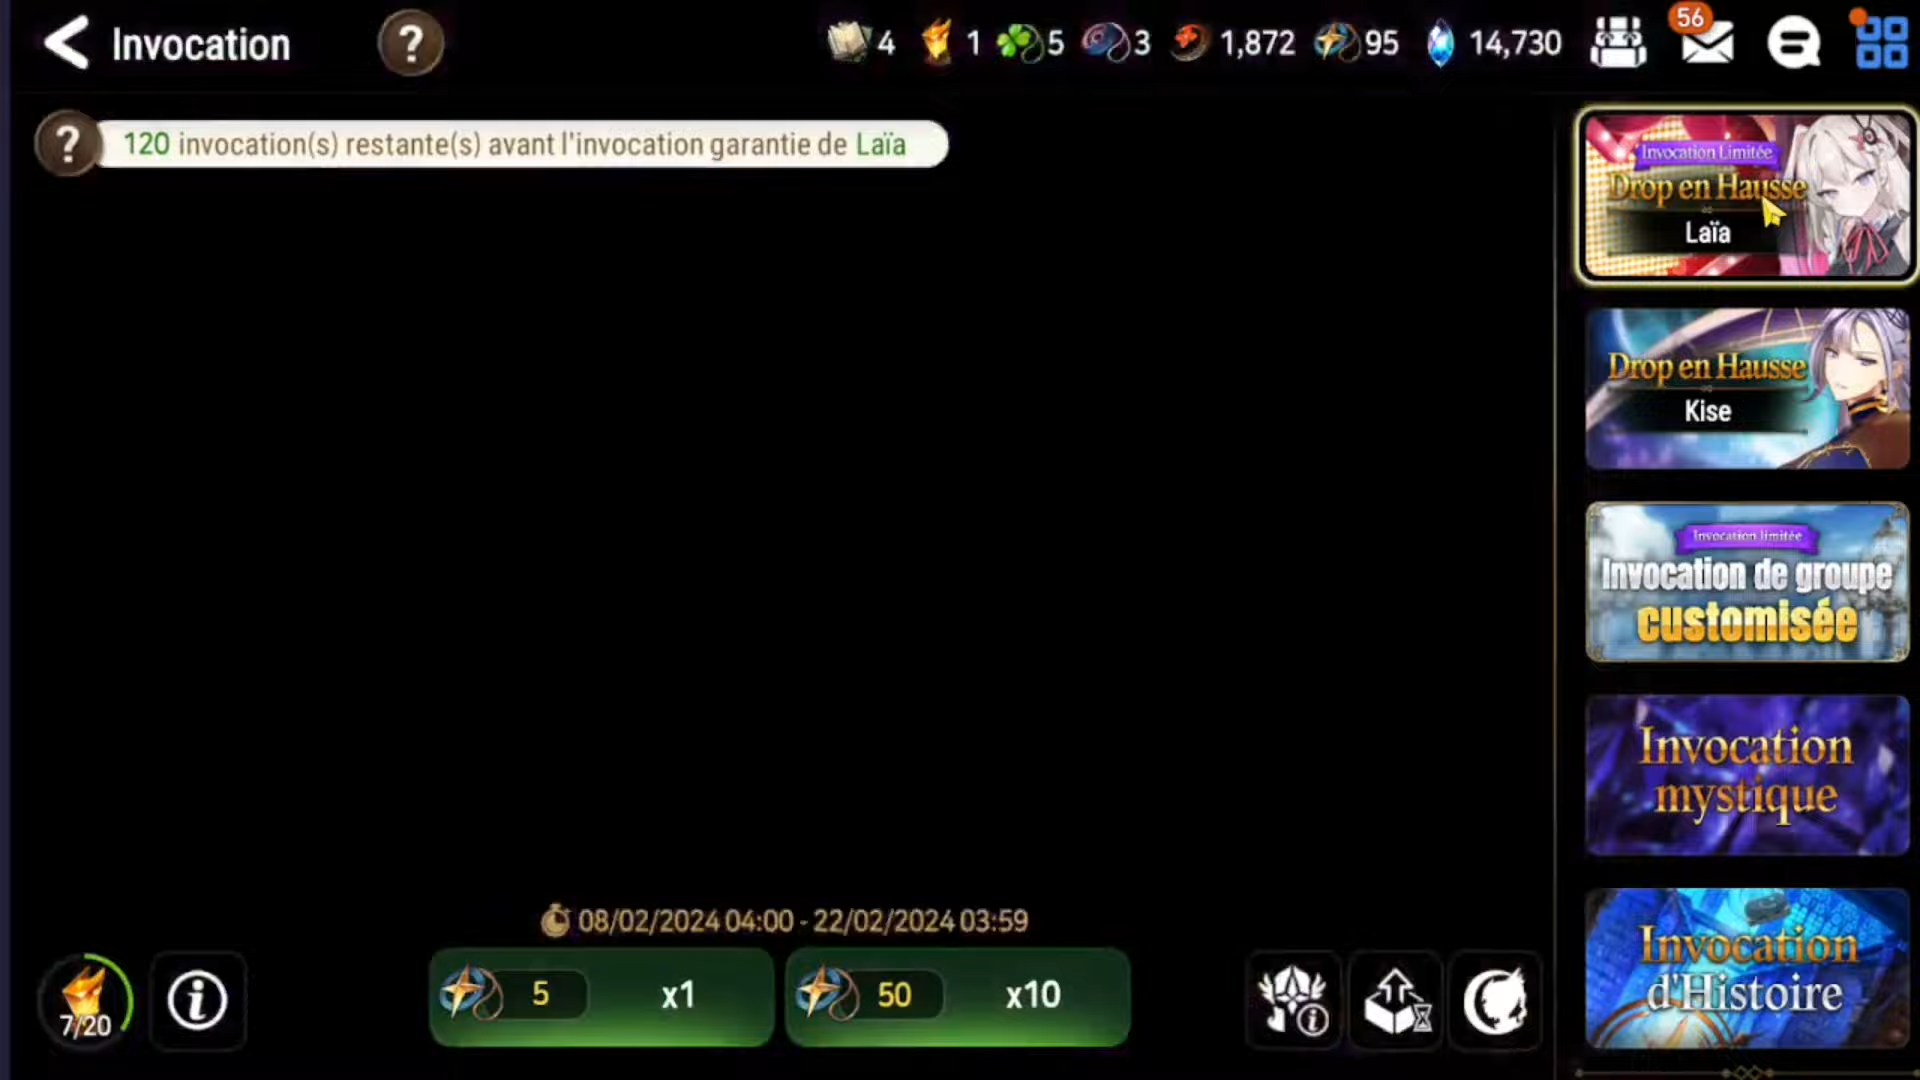 Invocation
?
4
1
5
3
1,872
95
14,730
56
?
120 invocation(s) restante(s) avant l'invocation garantie de Laïa
Invocation Limitée
Drop en Hausse
Laïa
Drop en Hausse
Kise
Invocation limitée
Invocation de groupe
customisée
Invocation
mystique
Invocation
d'Histoire
08/02/2024 04:00 - 22/02/2024 03:59
7/20
i
5 x1
50 x10
i